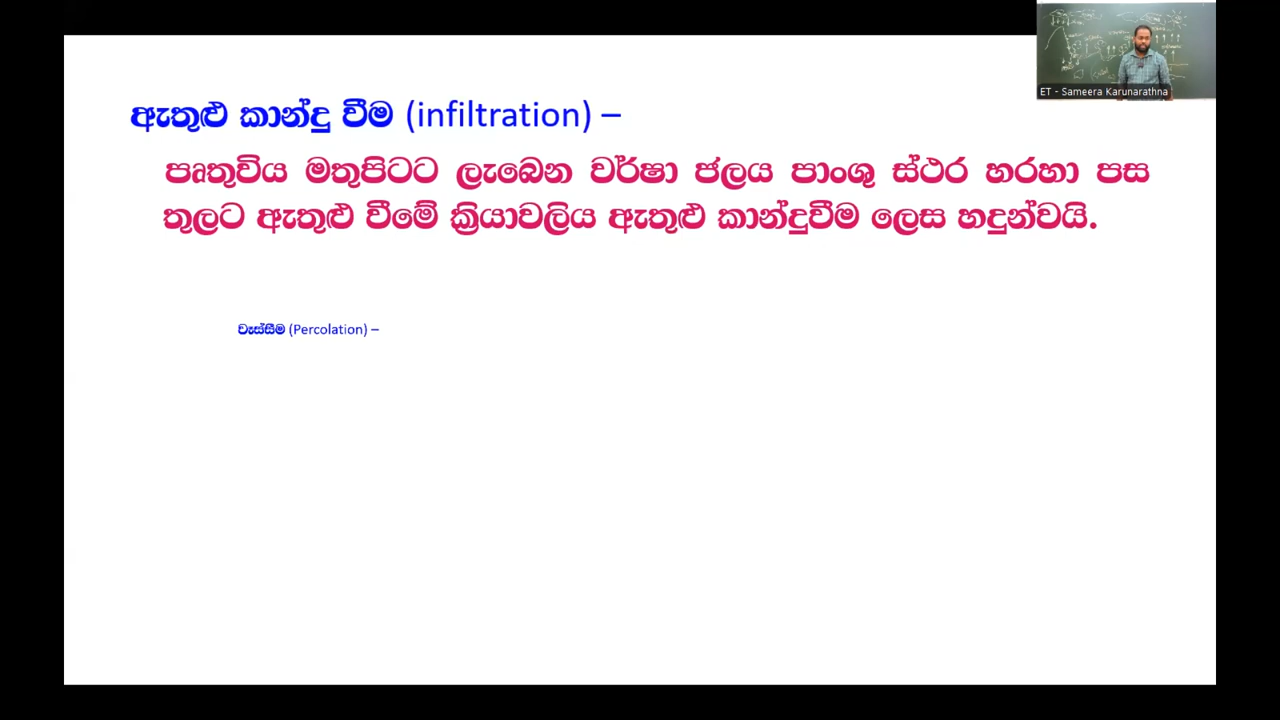 ඇතුළු කාන්දු වීම (infiltration) –
පෘතුවිය මතුපිටට ලැබෙන වර්ෂා ජලය පාංශු ස්ථර හරහා පස
තුලට ඇතුළු වීමේ ක්‍රියාවලිය ඇතුළු කාන්දුවීම ලෙස හදුන්වයි.
වෑස්සීම (Percolation) –
ET - Sameera Karunarathna